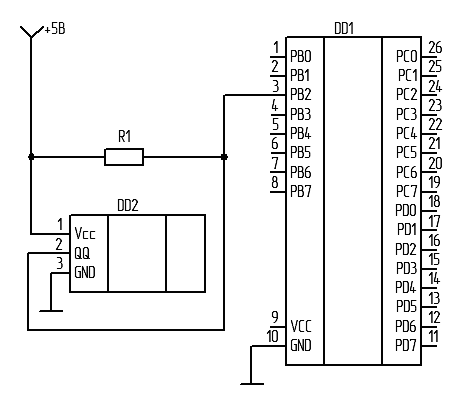 +5В
DD1
1 PB0 PC0 26
2 PB1 PC1 25
3 PB2 PC2 24
4 PB3 PC3 23
5 PB4 PC4 22
6 PB5 PC5 21
7 PB6 PC6 20
8 PB7 PC7 19
PD0 18
PD1 17
PD2 16
PD3 15
PD4 14
PD5 13
9 VCC PD6 12
10 GND PD7 11
R1
DD2
1 Vcc
2 QQ
3 GND